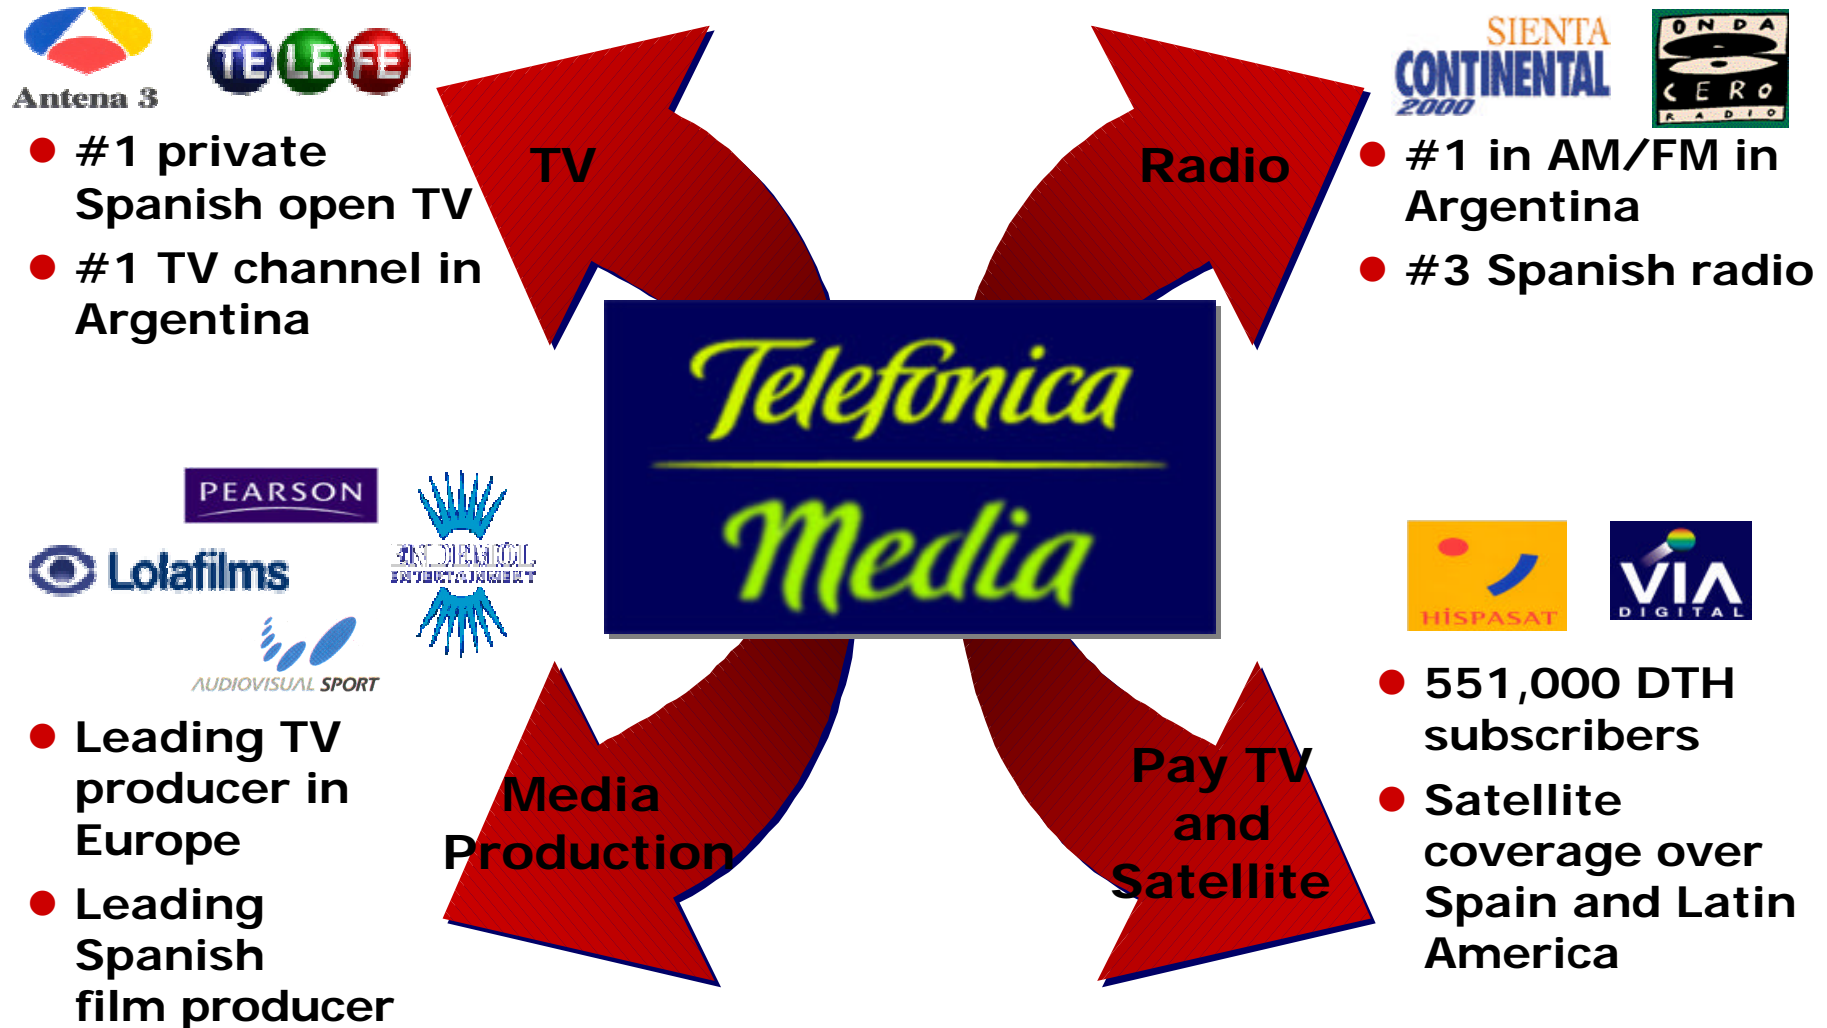 Antena 3
TELEFE
#1 private
Spanish open TV
#1 TV channel in
Argentina
TV
Radio
SIENTA
CONTINENTAL
2000
ONDA
CERO
RADIO
#1 in AM/FM in
Argentina
#3 Spanish radio
Telefonica
Media
PEARSON
Lolafilms
ENDEMOL
ENTERTAINMENT
AUDIOVISUAL SPORT
Leading TV
producer in
Europe
Leading
Spanish
film producer
Media
Production
Pay TV
and
Satellite
HISPASAT
VIA
DIGITAL
551,000 DTH
subscribers
Satellite
coverage over
Spain and Latin
America